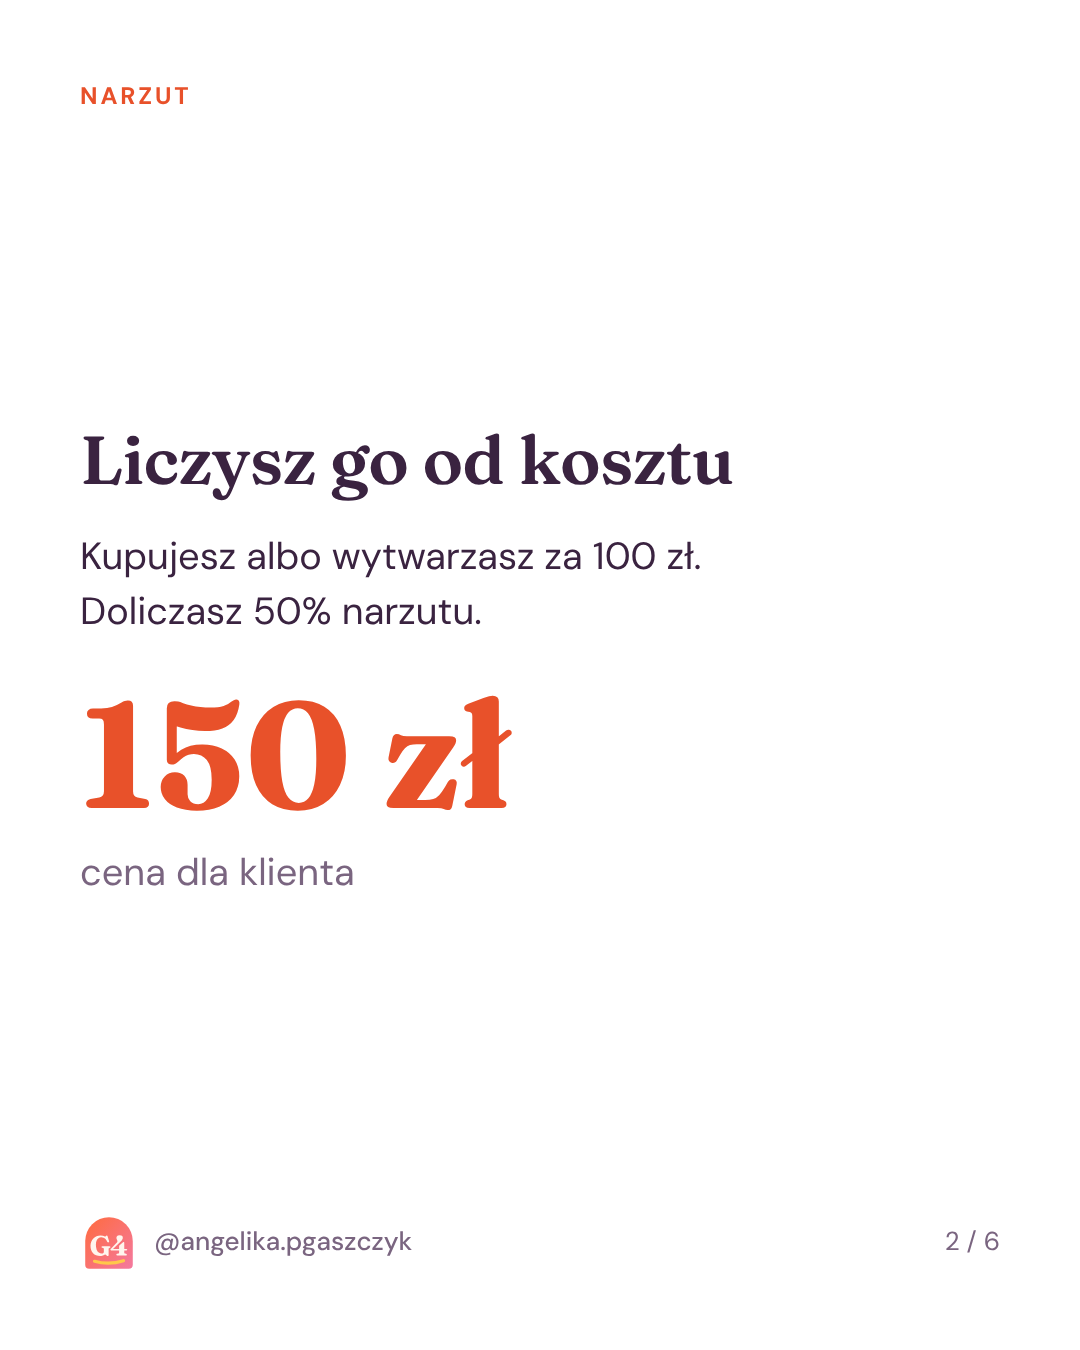 NARZUT
Liczysz go od kosztu
Kupujesz albo wytwarzasz za 100 zł.
Doliczasz 50% narzutu.
150 zł
cena dla klienta
G4
@angelika.pgaszczyk
2 / 6